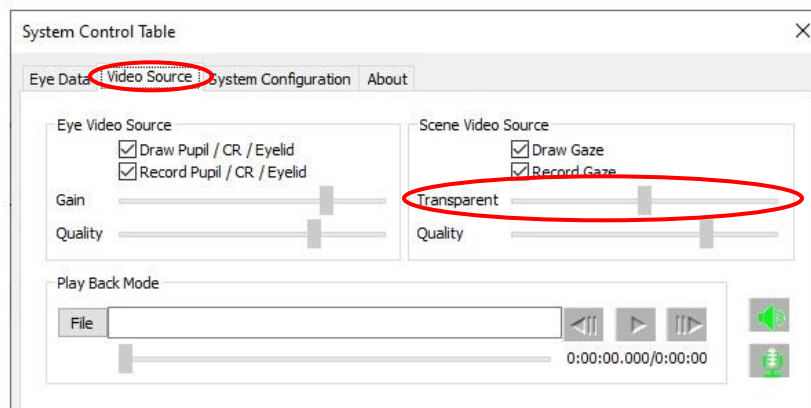 System Control Table
Eye Data Video Source System Configuration About
Eye Video Source
Draw Pupil / CR / Eyelid
Record Pupil / CR / Eyelid
Gain
Quality
Scene Video Source
Draw Gaze
Record Gaze
Transparent
Quality
Play Back Mode
File
0:00:00.000/0:00:00